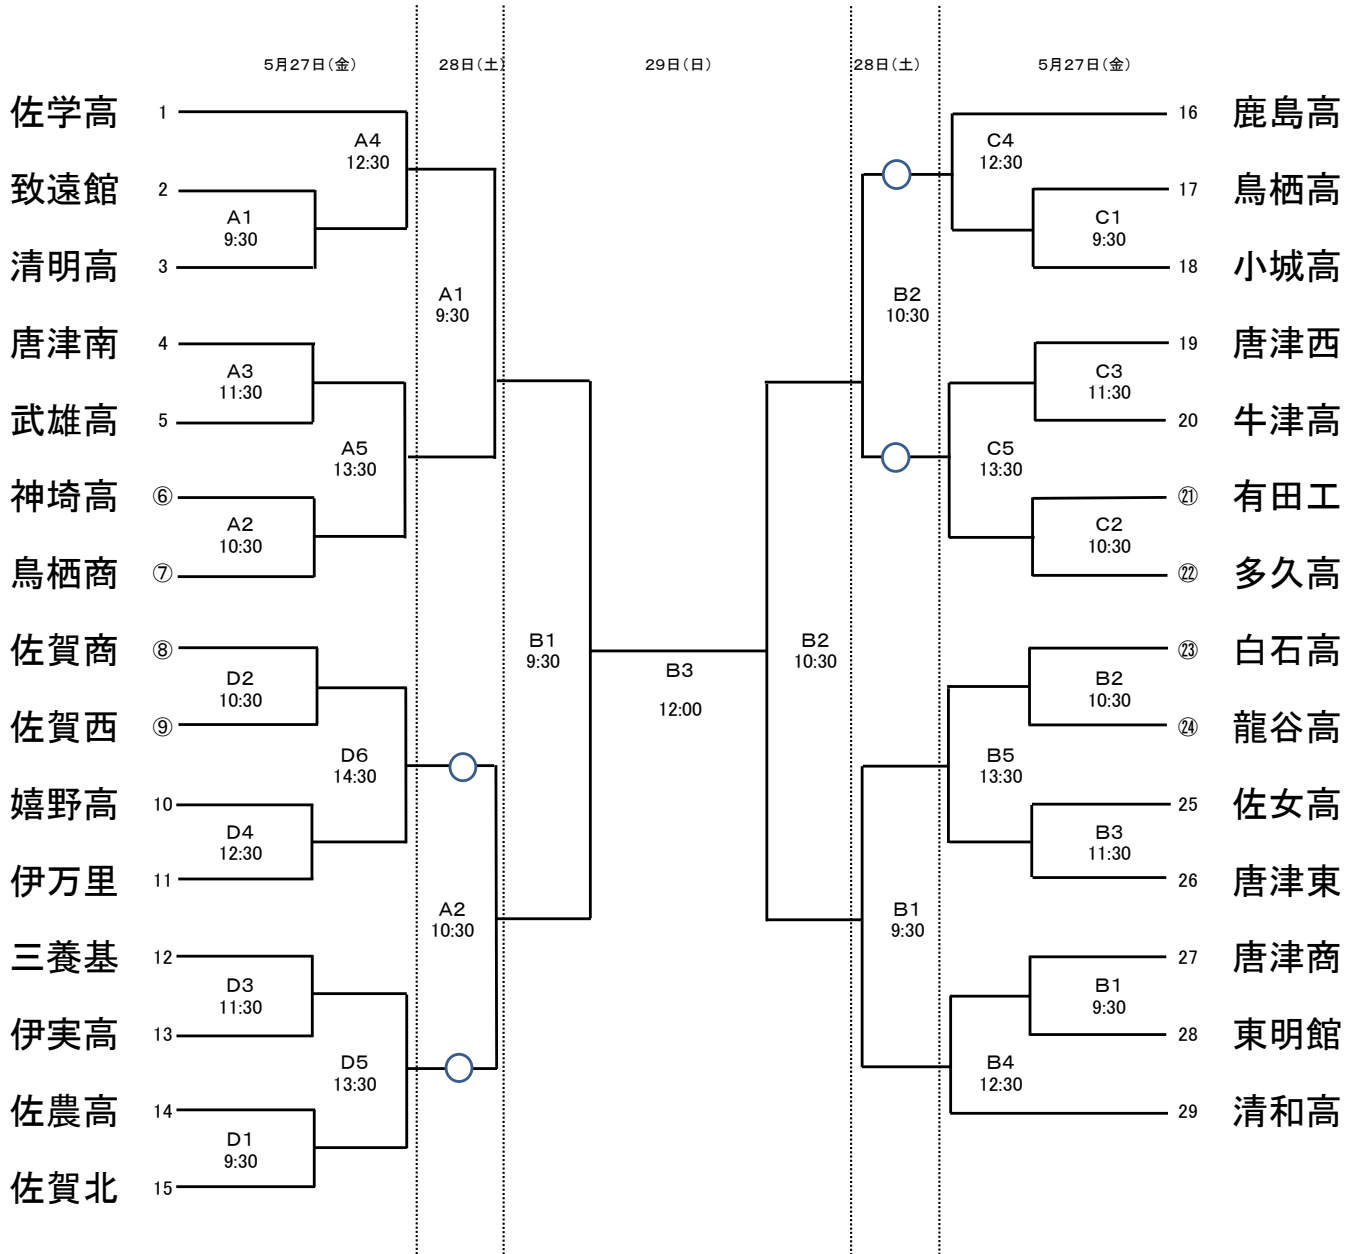 5月27日(金) 28日(土) 29日(日) 28日(土) 5月27日(金)
佐学高 1 16 鹿島高
A4 C4
12:30 12:30
致遠館 2 17 鳥栖高
A1 C1
9:30 9:30
清明高 3 18 小城高
A1 B2
9:30 10:30
唐津南 4 19 唐津西
A3 C3
11:30 11:30
武雄高 5 20 牛津高
A5 C5
13:30 13:30
神埼高 ⑥ ㉑ 有田工
A2 C2
10:30 10:30
鳥栖商 ⑦ ㉒ 多久高
佐賀商 ⑧ B1 B2 ㉓ 白石高
9:30 10:30
B3
12:00
D2 B2
10:30 10:30
佐賀西 ⑨ ㉔ 龍谷高
D6 B5
14:30 13:30
嬉野高 10 25 佐女高
D4 B3
12:30 11:30
伊万里 11 26 唐津東
A2 B1
10:30 9:30
三養基 12 27 唐津商
D3 B1
11:30 9:30
伊実高 13 28 東明館
D5 B4
13:30 12:30
佐農高 14 29 清和高
D1
9:30
佐賀北 15